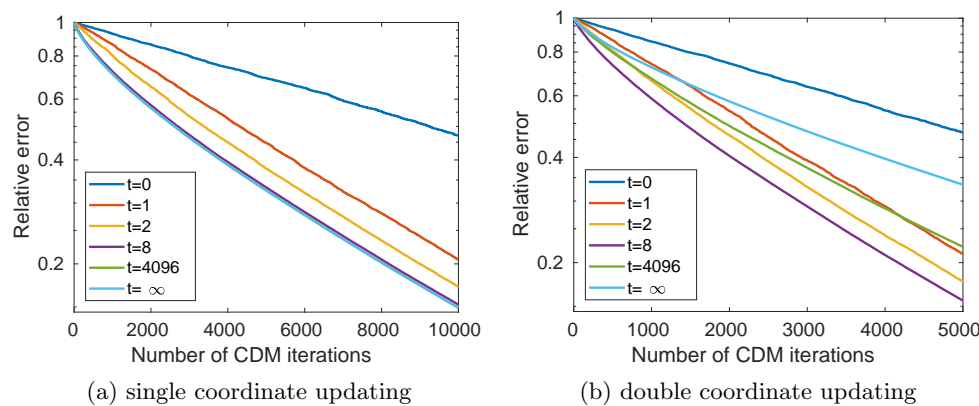 1
0.8
0.6
0.4
0.2
Relative error
t=0
t=1
t=2
t=8
t=4096
t= ∞
0 2000 4000 6000 8000 10000
Number of CDM iterations
(a) single coordinate updating
1
0.8
0.6
0.4
0.2
Relative error
t=0
t=1
t=2
t=8
t=4096
t= ∞
0 1000 2000 3000 4000 5000
Number of CDM iterations
(b) double coordinate updating